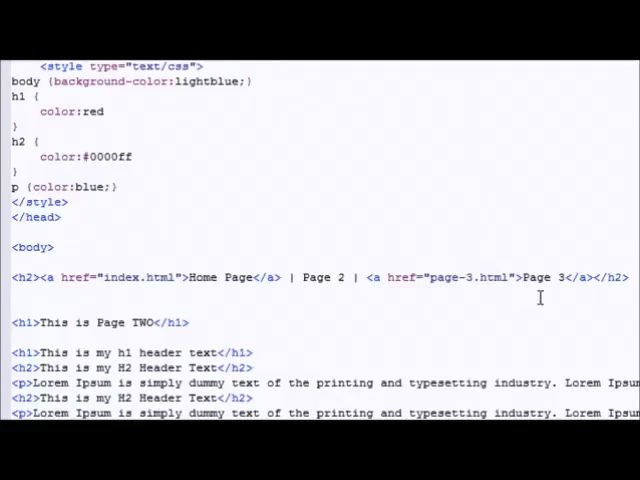 <style type="text/css">
body {background-color:lightblue;}
h1 {
color:red
}
h2 {
color:#0000ff
}
p {color:blue;}
</style>
</head>
<body>
<h2><a href="index.html">Home Page</a> | Page 2 | <a href="page-3.html">Page 3</a></h2>
<h1>This is Page TWO</h1>
<h1>This is my h1 header text</h1>
<h2>This is my H2 Header Text</h2>
<p>Lorem Ipsum is simply dummy text of the printing and typesetting industry. Lorem Ipsu
<h2>This is my H2 Header Text</h2>
<p>Lorem Ipsum is simply dummy text of the printing and typesetting industry. Lorem Ipsu